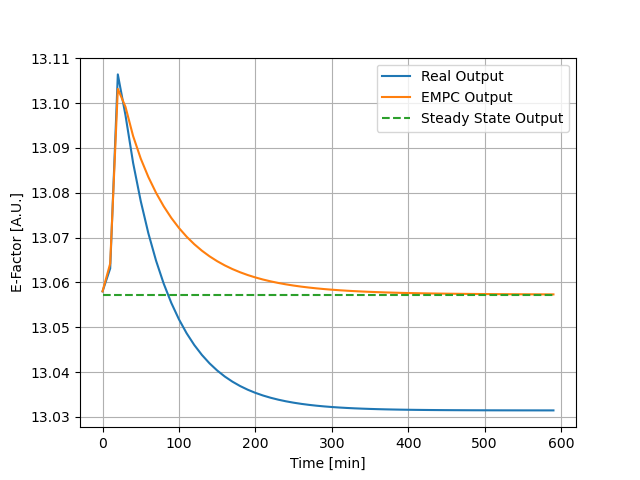 13.11
13.10
13.09
13.08
13.07
13.06
13.05
13.04
13.03
E-Factor [A.U.]
Real Output
EMPC Output
Steady State Output
0 100 200 300 400 500 600
Time [min]